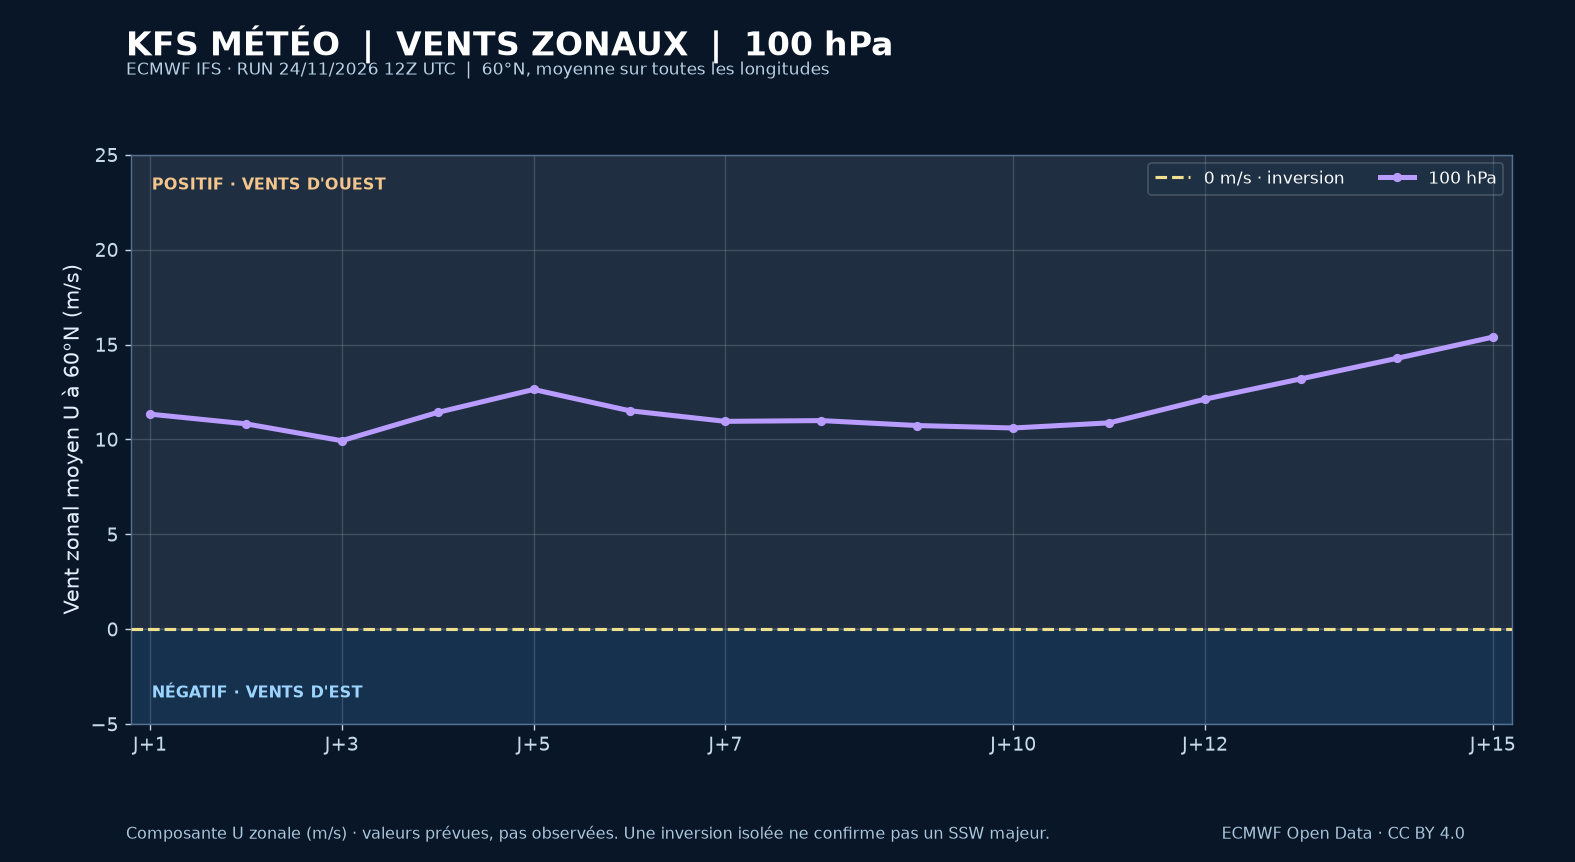 KFS MÉTÉO | VENTS ZONAUX | 100 hPa
ECMWF IFS · RUN 24/11/2026 12Z UTC | 60°N, moyenne sur toutes les longitudes
POSITIF · VENTS D'OUEST
0 m/s · inversion
100 hPa
Vent zonal moyen U à 60°N (m/s)
25
20
15
10
5
0
−5
NÉGATIF · VENTS D'EST
J+1 J+3 J+5 J+7 J+10 J+12 J+15
Composante U zonale (m/s) · valeurs prévues, pas observées. Une inversion isolée ne confirme pas un SSW majeur.
ECMWF Open Data · CC BY 4.0